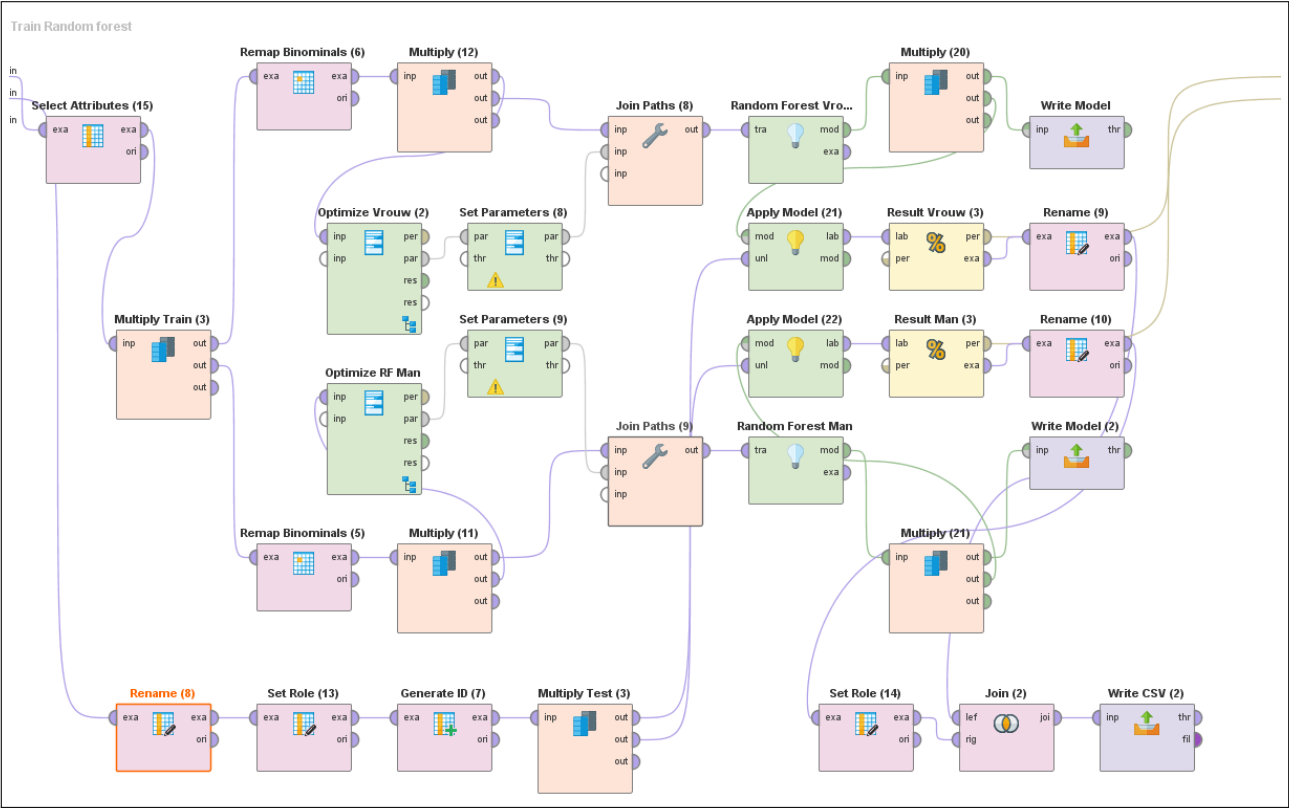 Train Random forest
in
in
in
Remap Binominals (6)
exa exa
ori
Multiply (12)
inp out
out
out
Multiply (20)
inp out
out
out
Select Attributes (15)
exa exa
ori
Join Paths (8)
inp out
inp
inp
Random Forest Vro...
tra mod
exa
Write Model
inp thr
Optimize Vrouw (2)
inp per
inp par
res
res
Set Parameters (8)
par par
thr thr
Apply Model (21)
mod lab
unl mod
Result Vrouw (3)
lab per
per exa
Rename (9)
exa exa
ori
Multiply Train (3)
inp out
out
out
Set Parameters (9)
par par
thr thr
Apply Model (22)
mod lab
unl mod
Result Man (3)
lab per
per exa
Rename (10)
exa exa
ori
Optimize RF Man
inp per
inp par
res
res
Join Paths (9)
inp out
inp
inp
Random Forest Man
tra mod
exa
Write Model (2)
inp thr
Remap Binominals (5)
exa exa
ori
Multiply (11)
inp out
out
out
Multiply (21)
inp out
out
out
Rename (8)
exa exa
ori
Set Role (13)
exa exa
ori
Generate ID (7)
exa exa
ori
Multiply Test (3)
inp out
out
out
Set Role (14)
exa exa
ori
Join (2)
lef joi
rig
Write CSV (2)
inp thr
fil